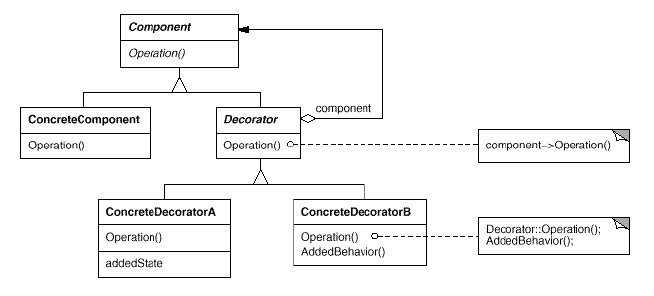 Component
Operation()
component
ConcreteComponent
Operation()
Decorator
Operation()
component->Operation()
ConcreteDecoratorA
Operation()
addedState
ConcreteDecoratorB
Operation()
AddedBehavior()
Decorator::Operation();
AddedBehavior();